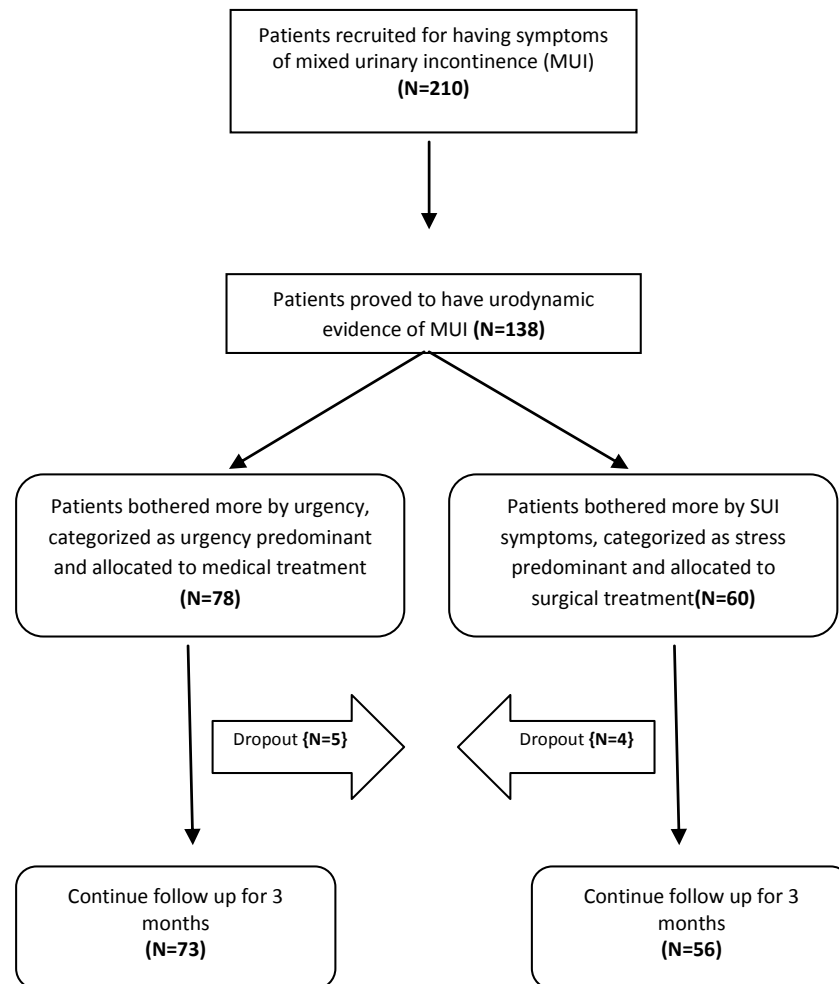 Patients recruited for having symptoms
of mixed urinary incontinence (MUI)
(N=210)
Patients proved to have urodynamic
evidence of MUI (N=138)
Patients bothered more by urgency,
categorized as urgency predominant
and allocated to medical treatment
(N=78)
Patients bothered more by SUI
symptoms, categorized as stress
predominant and allocated to
surgical treatment(N=60)
Dropout {N=5}
Dropout {N=4}
Continue follow up for 3
months
(N=73)
Continue follow up for 3
months
(N=56)